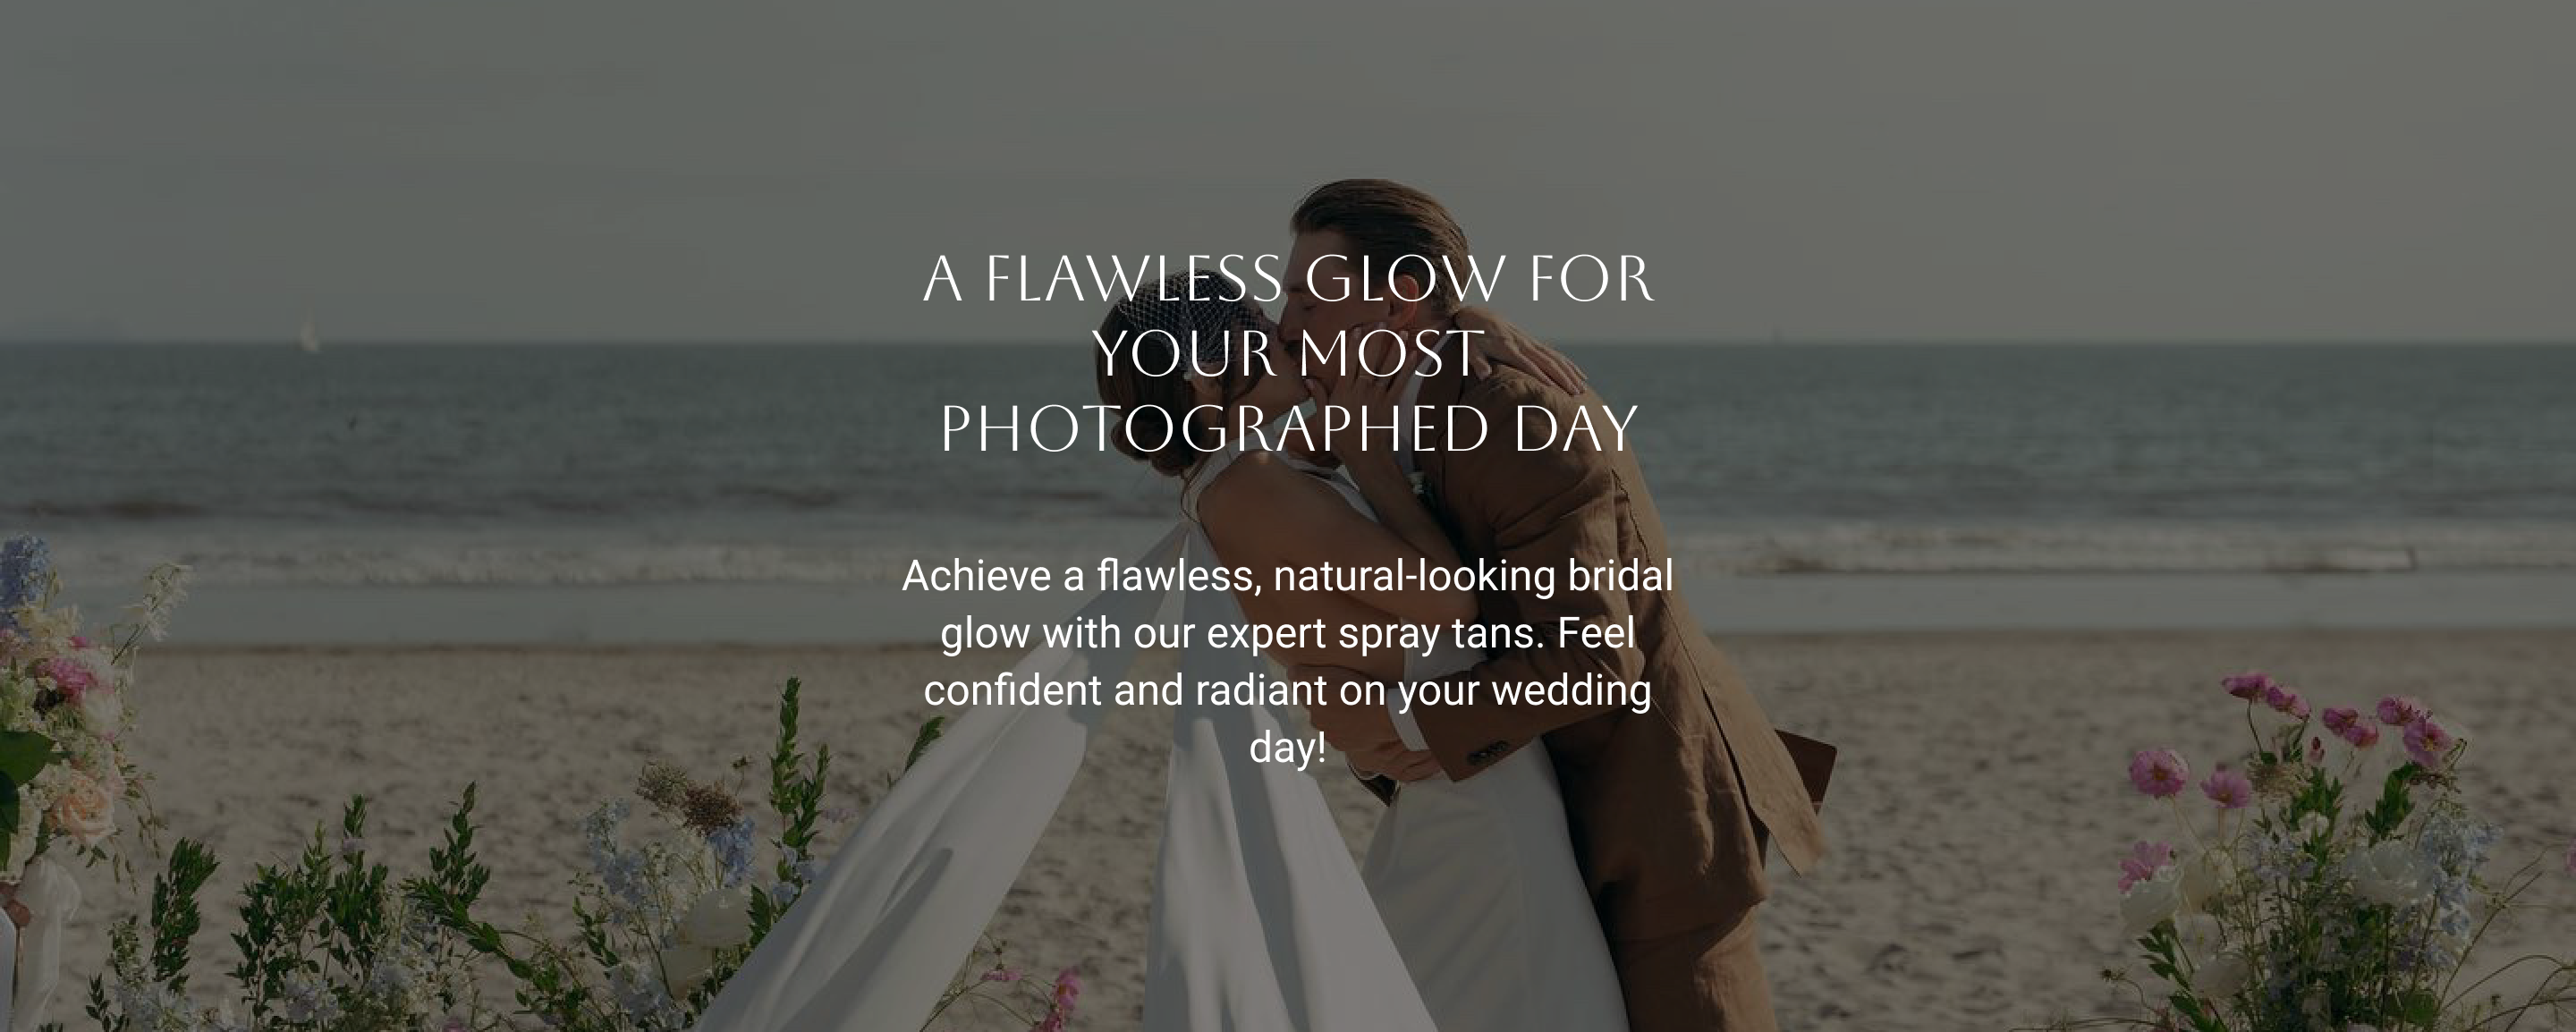 A FLAWLESS GLOW FOR
YOUR MOST
PHOTOGRAPHED DAY
Achieve a flawless, natural-looking bridal
glow with our expert spray tans. Feel
confident and radiant on your wedding
day!